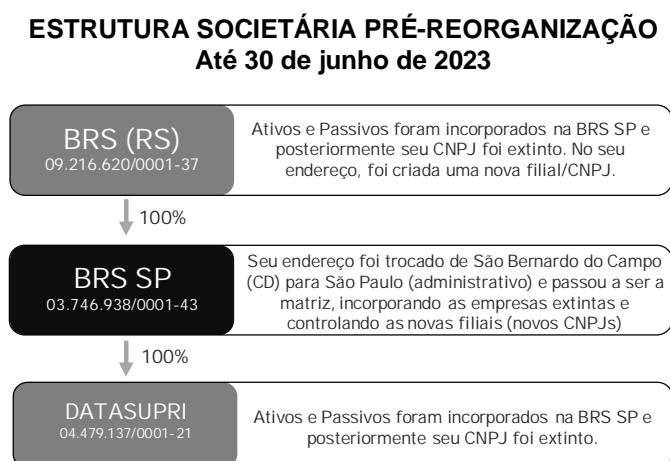 ESTRUTURA SOCIETÁRIA PRÉ-REORGANIZAÇÃO
Até 30 de junho de 2023
BRS (RS)
09.216.620/0001-37
Ativos e Passivos foram incorporados na BRS SP e
posteriormente seu CNPJ foi extinto. No seu
endereço, foi criada uma nova filial/CNPJ.
100%
BRS SP
03.746.938/0001-43
Seu endereço foi trocado de São Bernardo do Campo
(CD) para São Paulo (administrativo) e passou a ser a
matriz, incorporando as empresas extintas e
controlando as novas filiais (novos CNPJs)
100%
DATASUPRI
04.479.137/0001-21
Ativos e Passivos foram incorporados na BRS SP e
posteriormente seu CNPJ foi extinto.